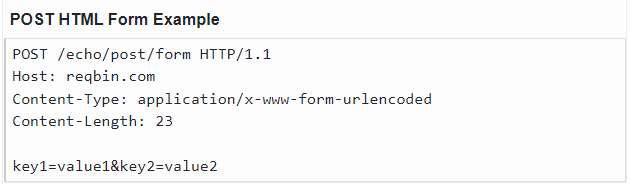 POST HTML Form Example
POST /echo/post/form HTTP/1.1
Host: reqbin.com
Content-Type: application/x-www-form-urlencoded
Content-Length: 23

key1=value1&key2=value2